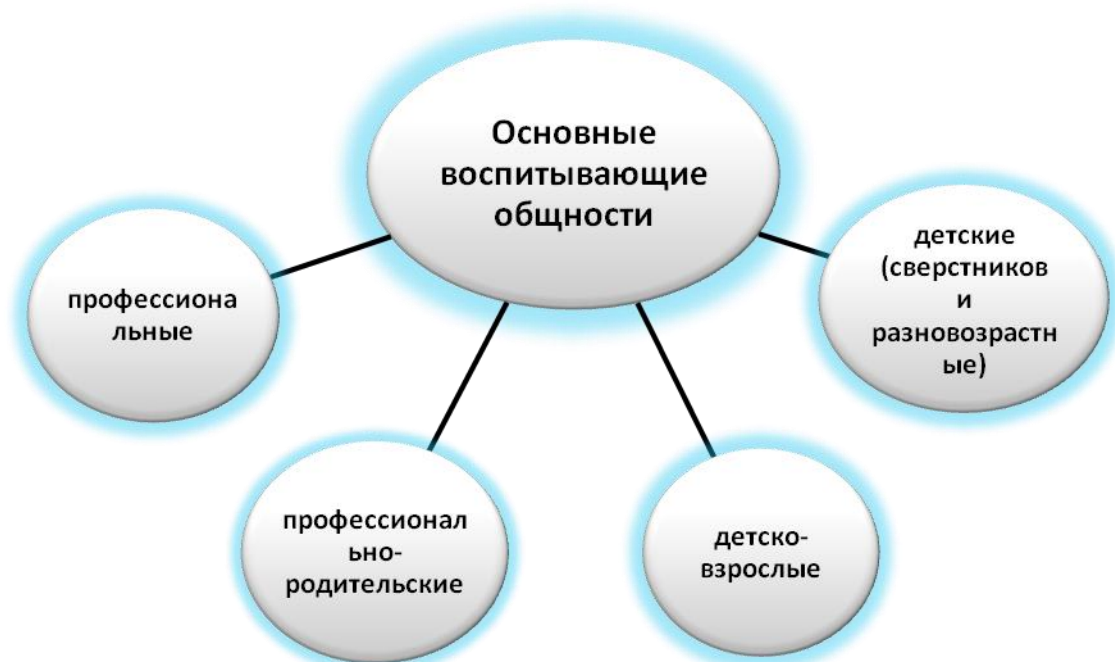 Основные
воспитывающие
общности
профессиона
льные
профессионал
ьно-
родительские
детско-
взрослые
детские
(сверстников
и
разновозрастн
ые)